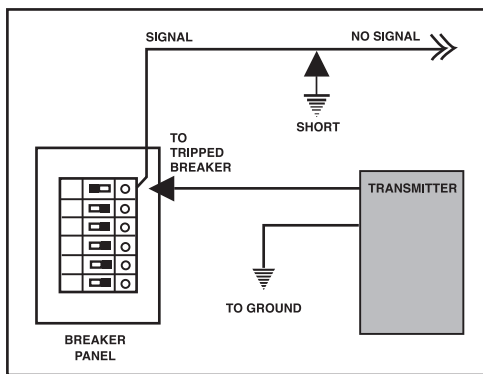 SIGNAL
NO SIGNAL
SHORT
TO
TRIPPED
BREAKER
TRANSMITTER
TO GROUND
BREAKER
PANEL